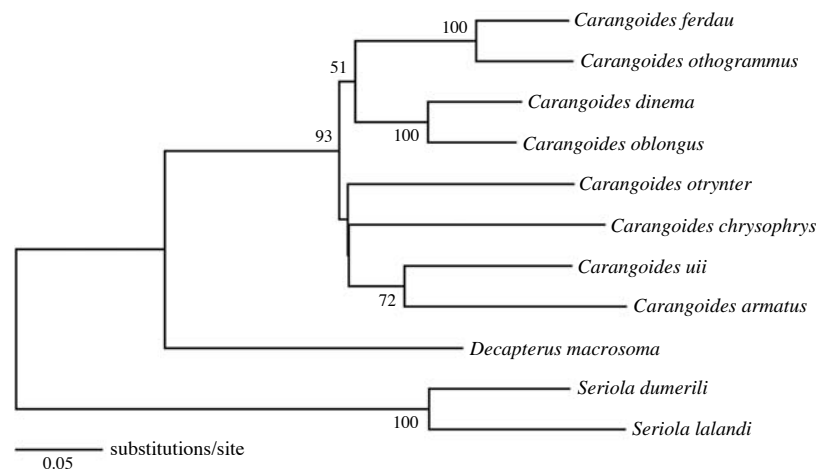 100
Carangoides ferdau
Carangoides othogrammus
51
Carangoides dinema
100
Carangoides oblongus
93
Carangoides otrynter
Carangoides chrysophrys
Carangoides uii
72
Carangoides armatus
Decapterus macrosoma
Seriola dumerili
100
Seriola lalandi
substitutions/site
0.05